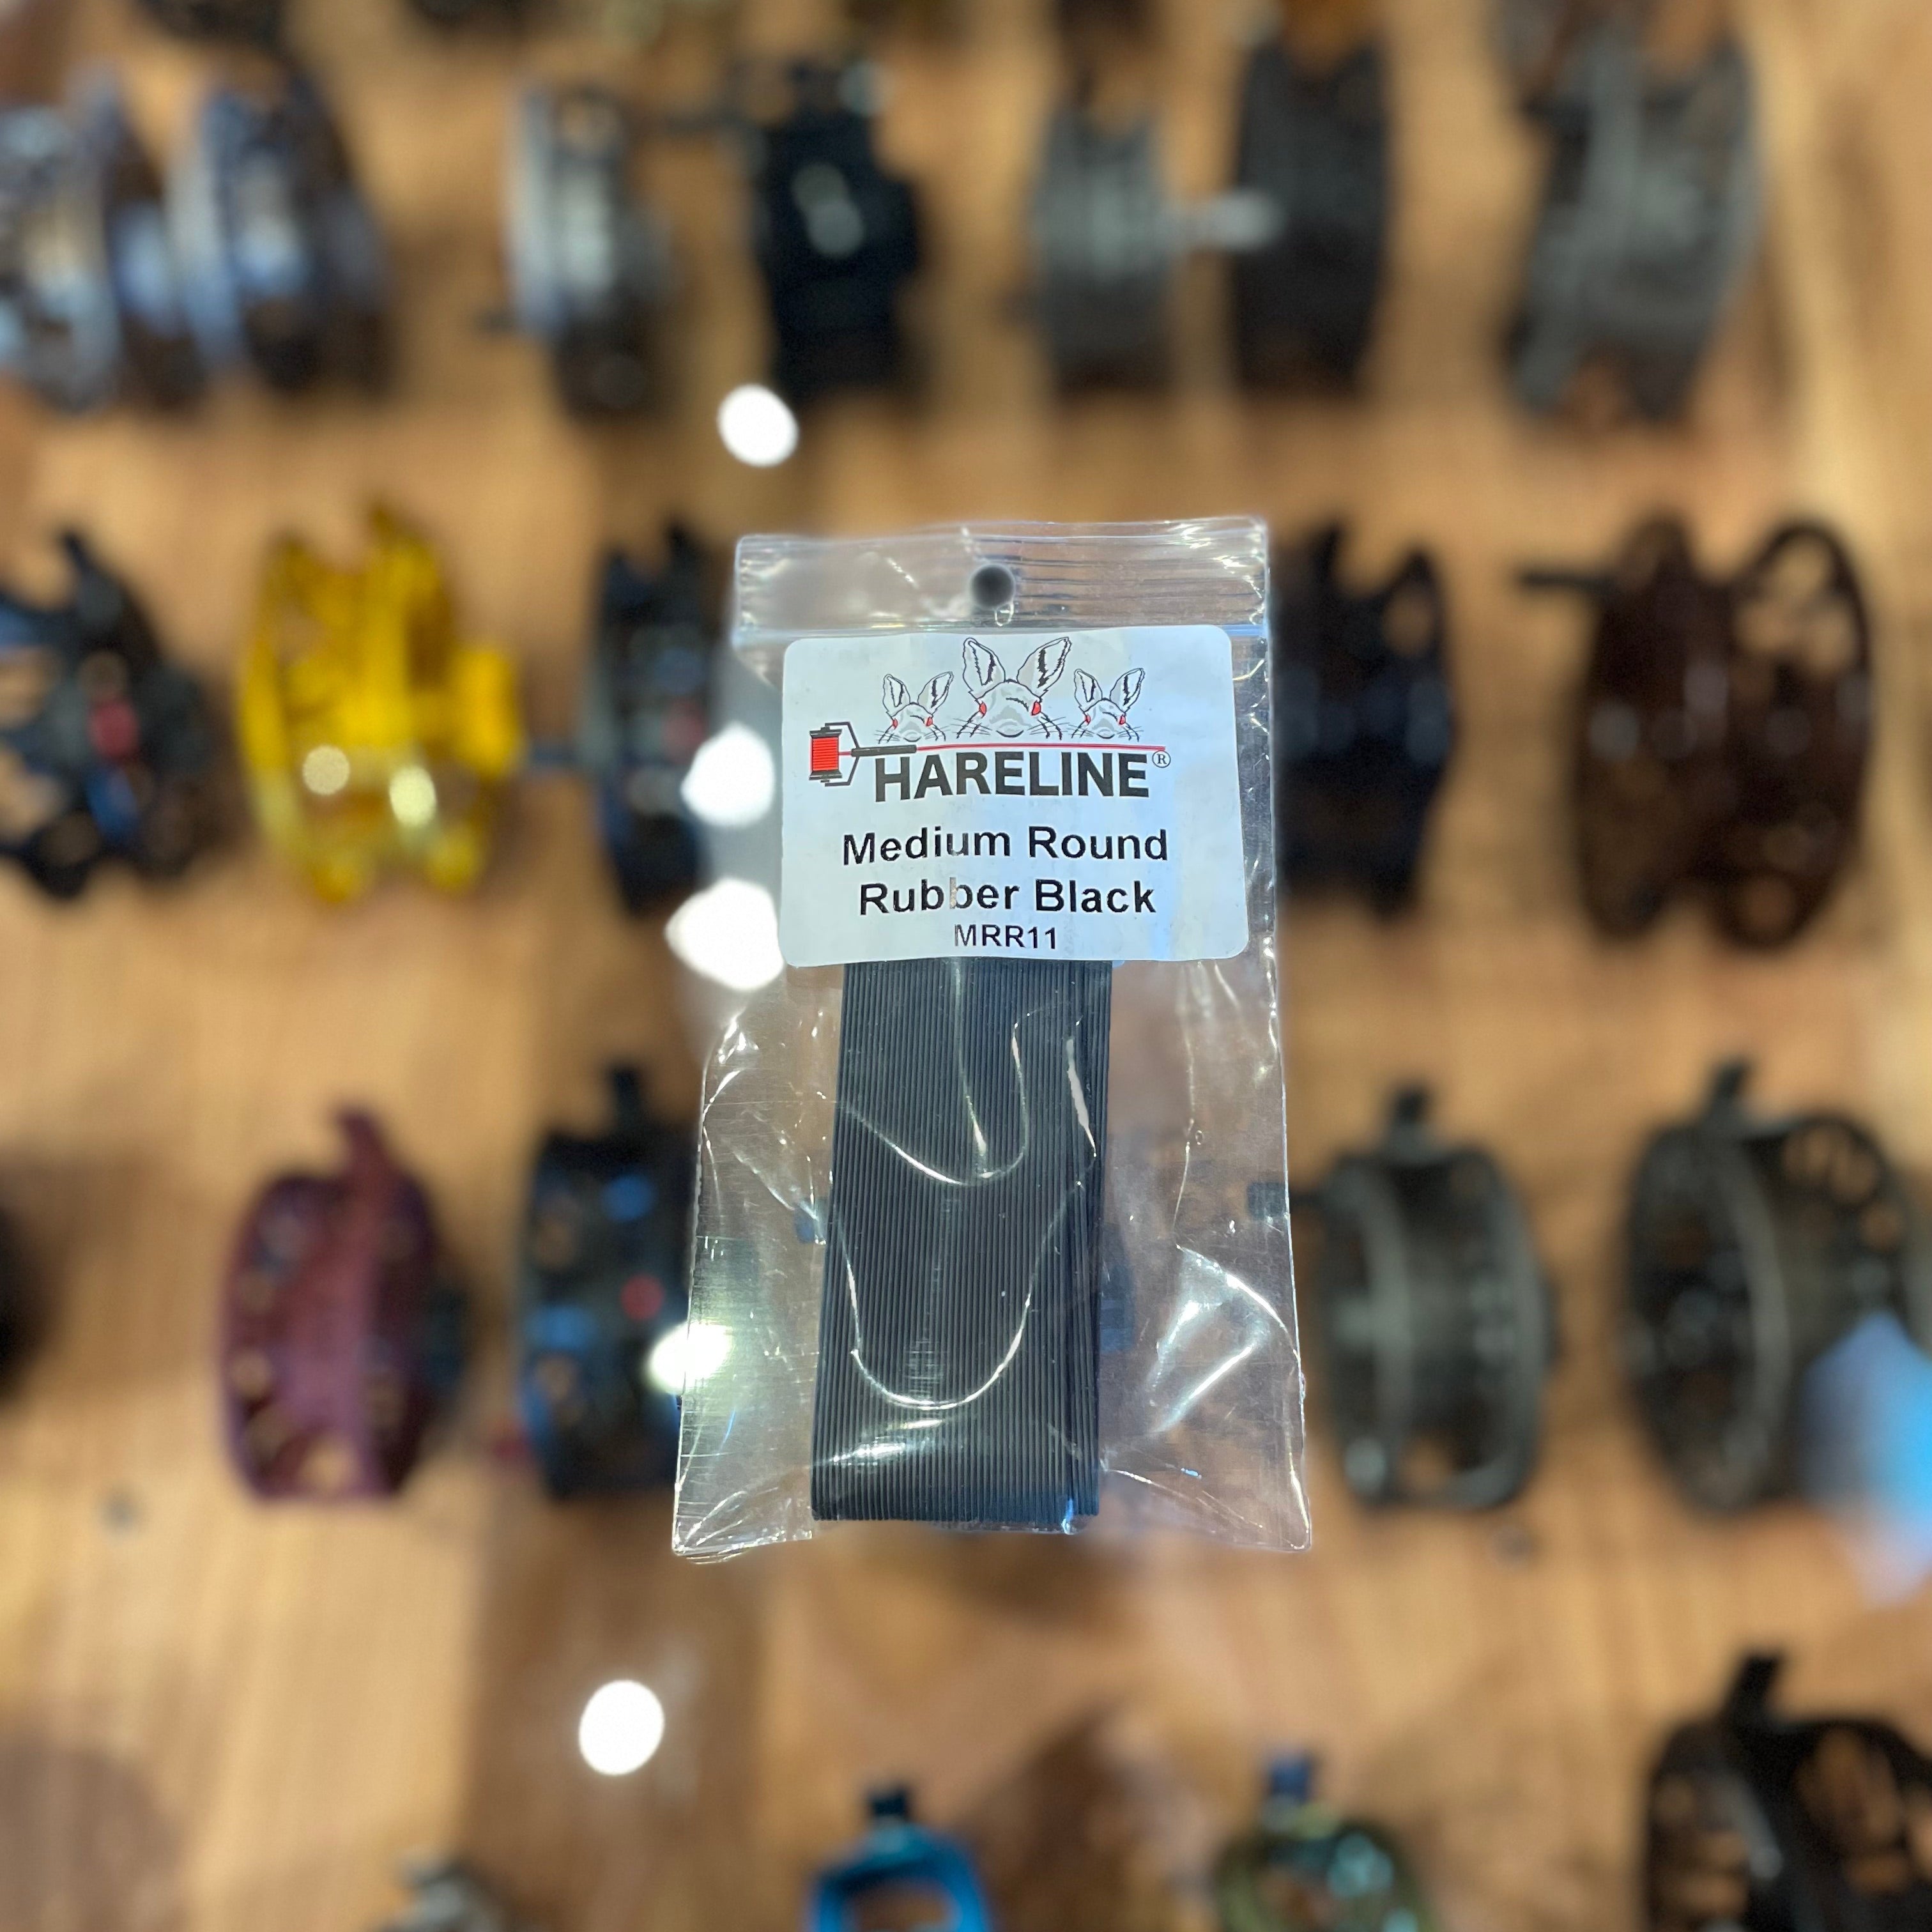 HARELINE®
Medium Round
Rubber Black
MRR11